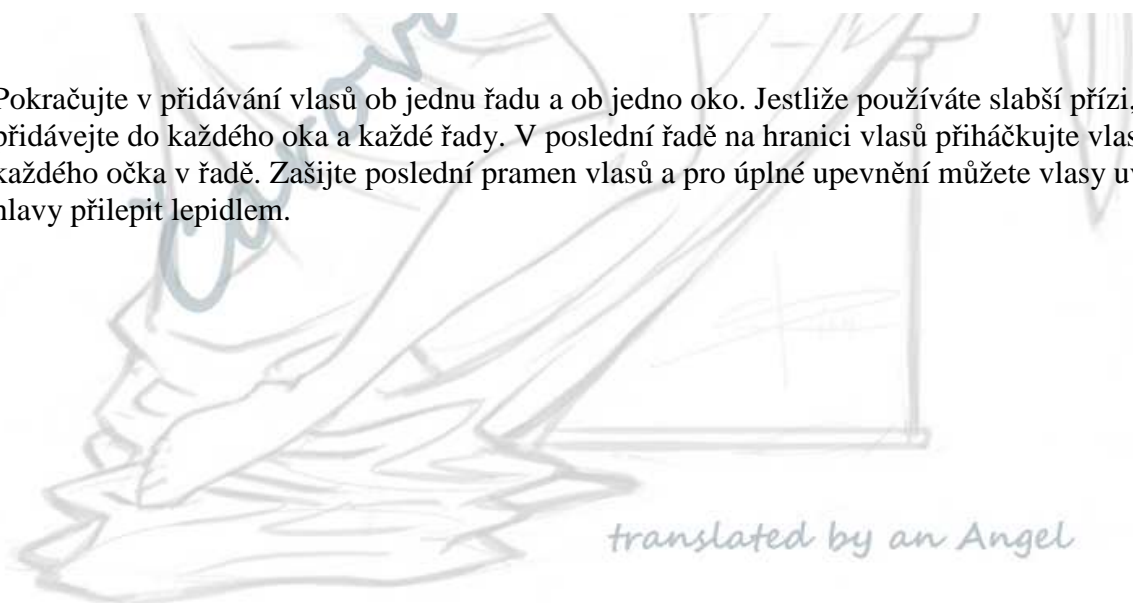 Pokračujte v přidávání vlasů ob jednu řadu a ob jedno oko. Jestliže používáte slabší přízi,
přidávejte do každého oka a každé řady. V poslední řadě na hranici vlasů přiháčkujte
každého očka v řadě. Zašijte poslední pramen vlasů a pro úplné upevnění můžete vlasy
hlavy přilepit lepidlem.
translated by an Angel